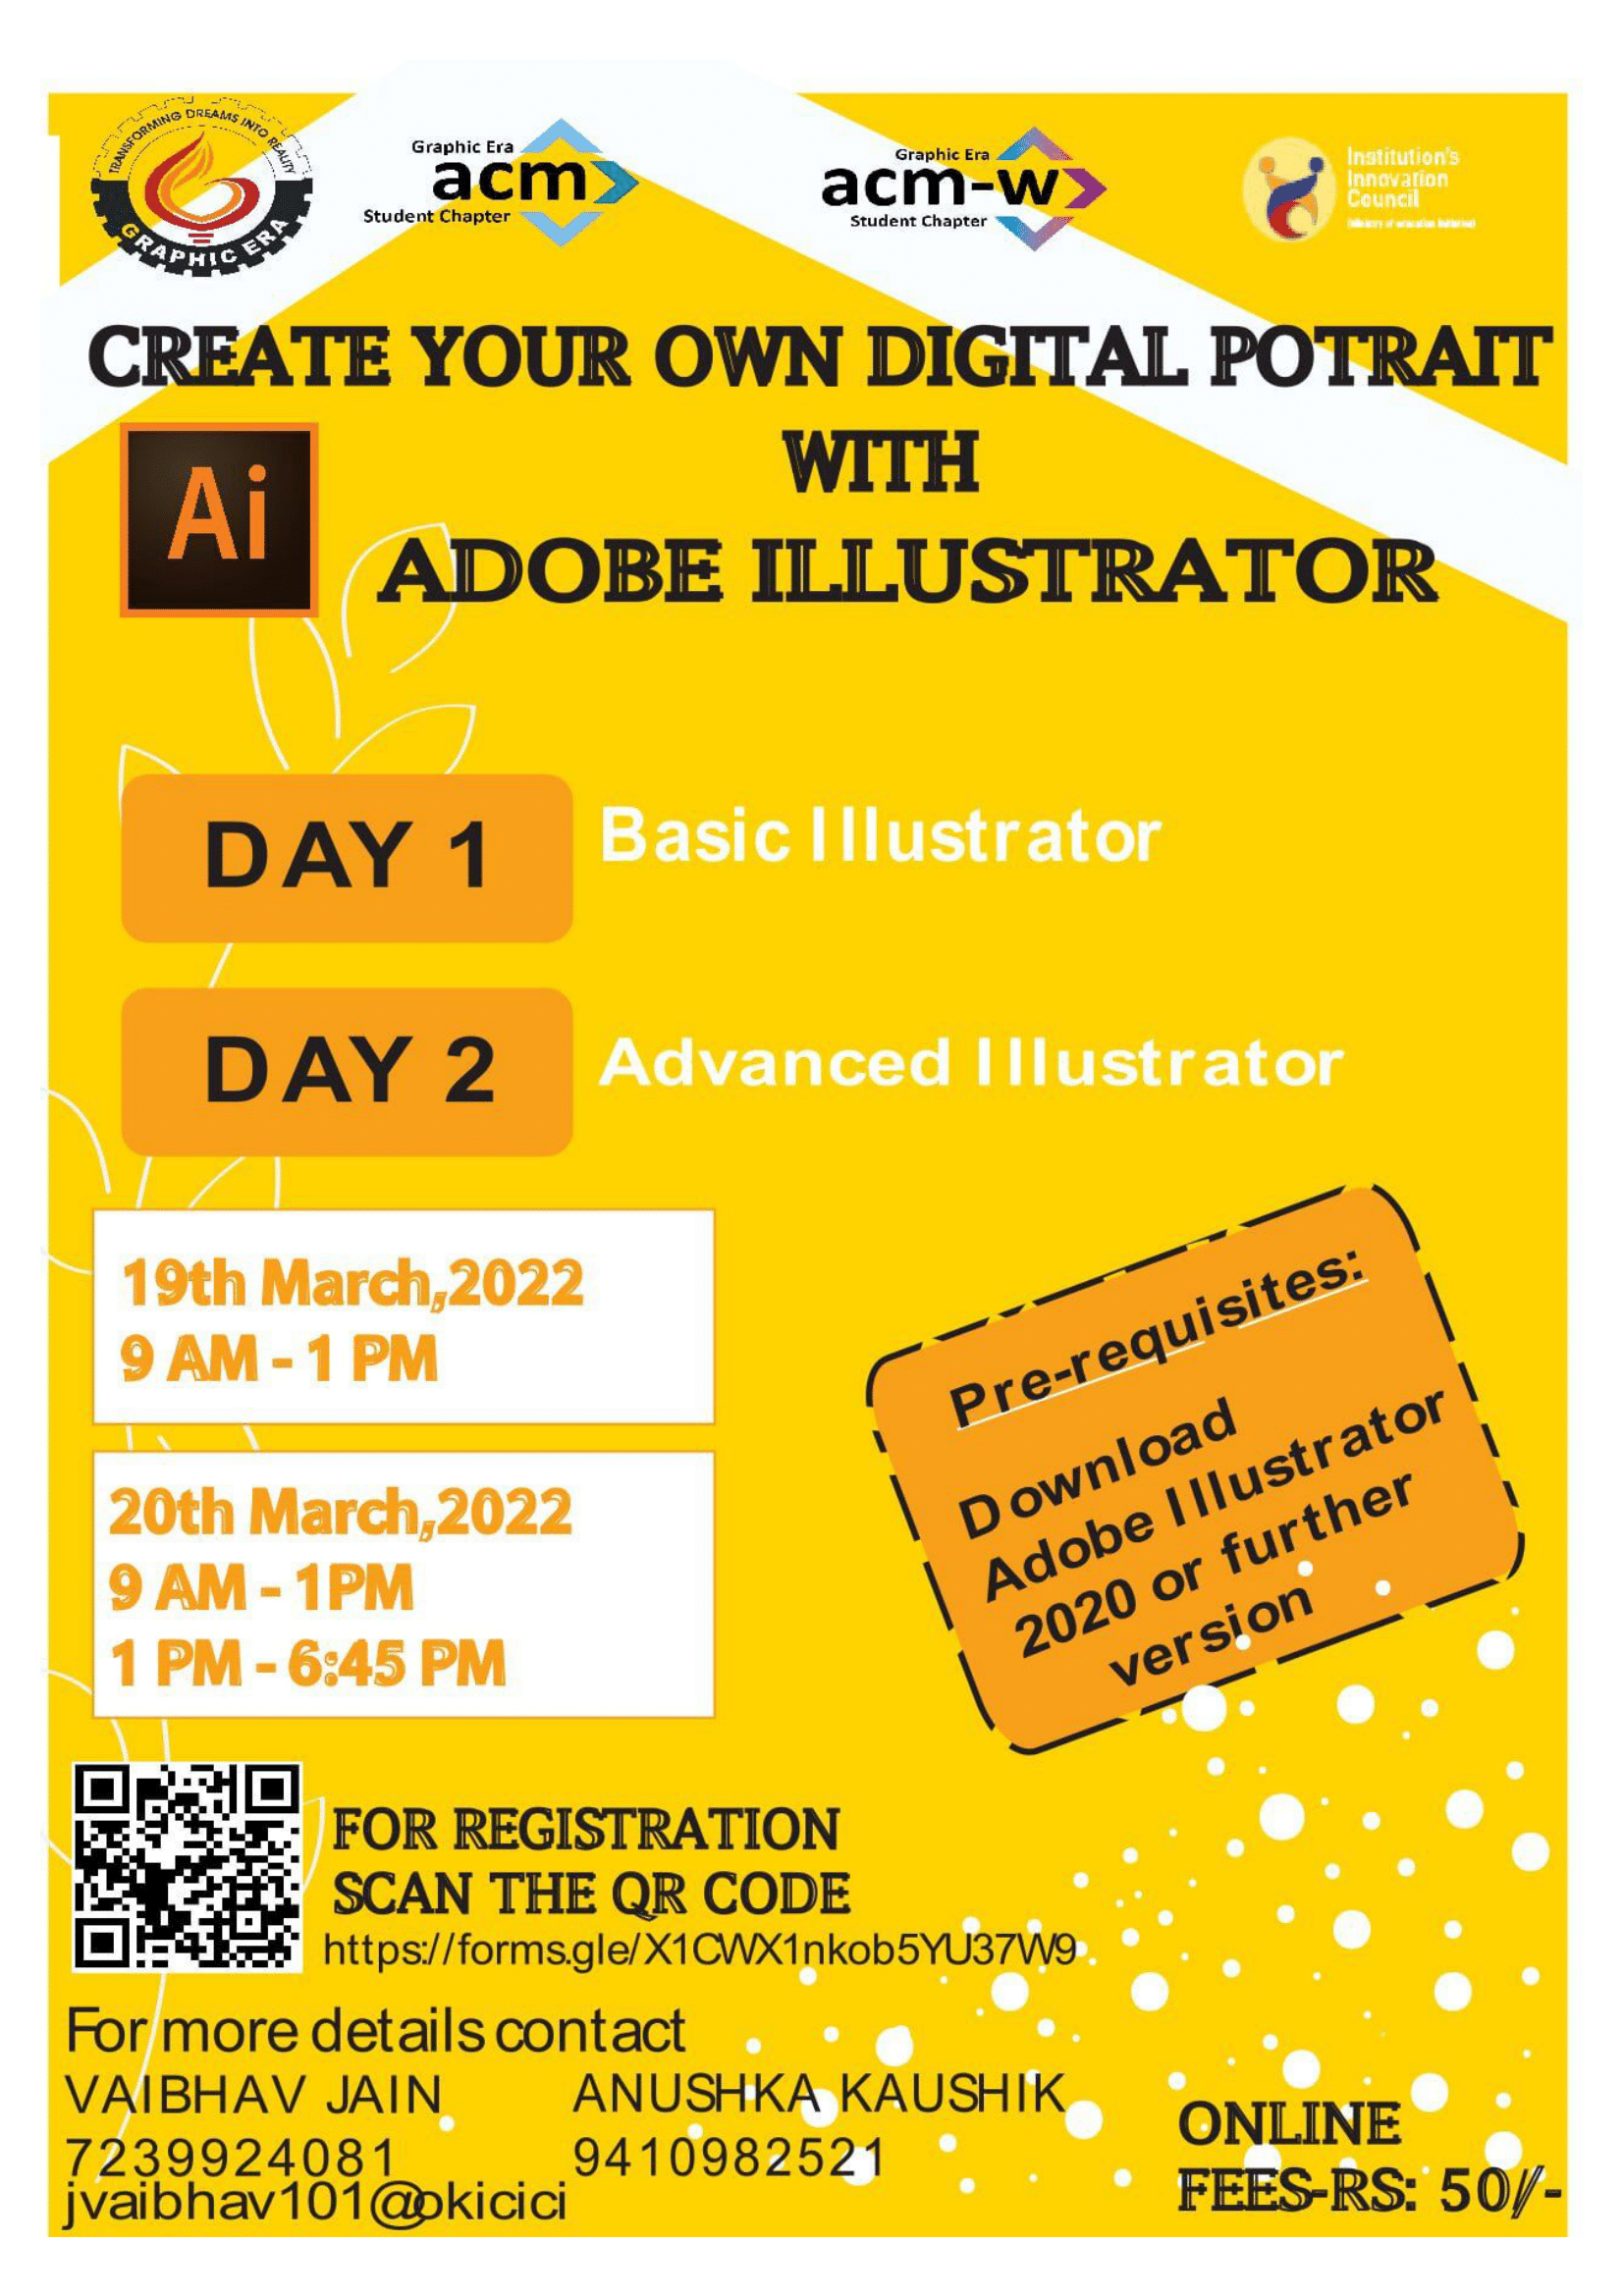 TRANSFORMING DREAMS INTO REALITY
GRAPHIC ERA
Graphic Era
acm
Student Chapter
Graphic Era
acm-w
Student Chapter
Institution's
Innovation
Council
CREATE YOUR OWN DIGITAL POTRAIT
WITH
Ai
ADOBE ILLUSTRATOR
DAY 1
Basic Illustrator
DAY 2
Advanced Illustrator
19th March,2022
9 AM - 1 PM
20th March,2022
9 AM - 1PM
1 PM - 6:45 PM
Pre-requisites:
Download
Adobe Illustrator
2020 or further
version
FOR REGISTRATION
SCAN THE QR CODE
https://forms.gle/X1CWX1nkob5YU37W9
For more details contact
VAIBHAV JAIN
7239924081
jvaibhav101@okicici
ANUSHKA KAUSHIK
9410982521
ONLINE
FEES-RS: 50/-